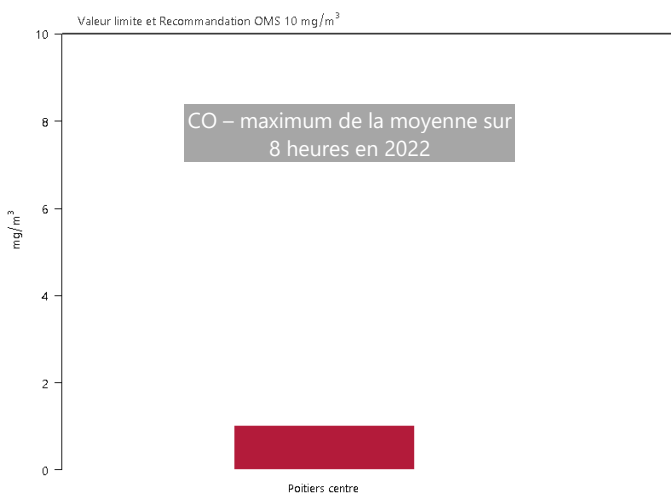 Valeur limite et Recommandation OMS 10 mg/m³
10
CO – maximum de la moyenne sur
8 heures en 2022
8
6
mg/m³
4
2
0
Poitiers centre